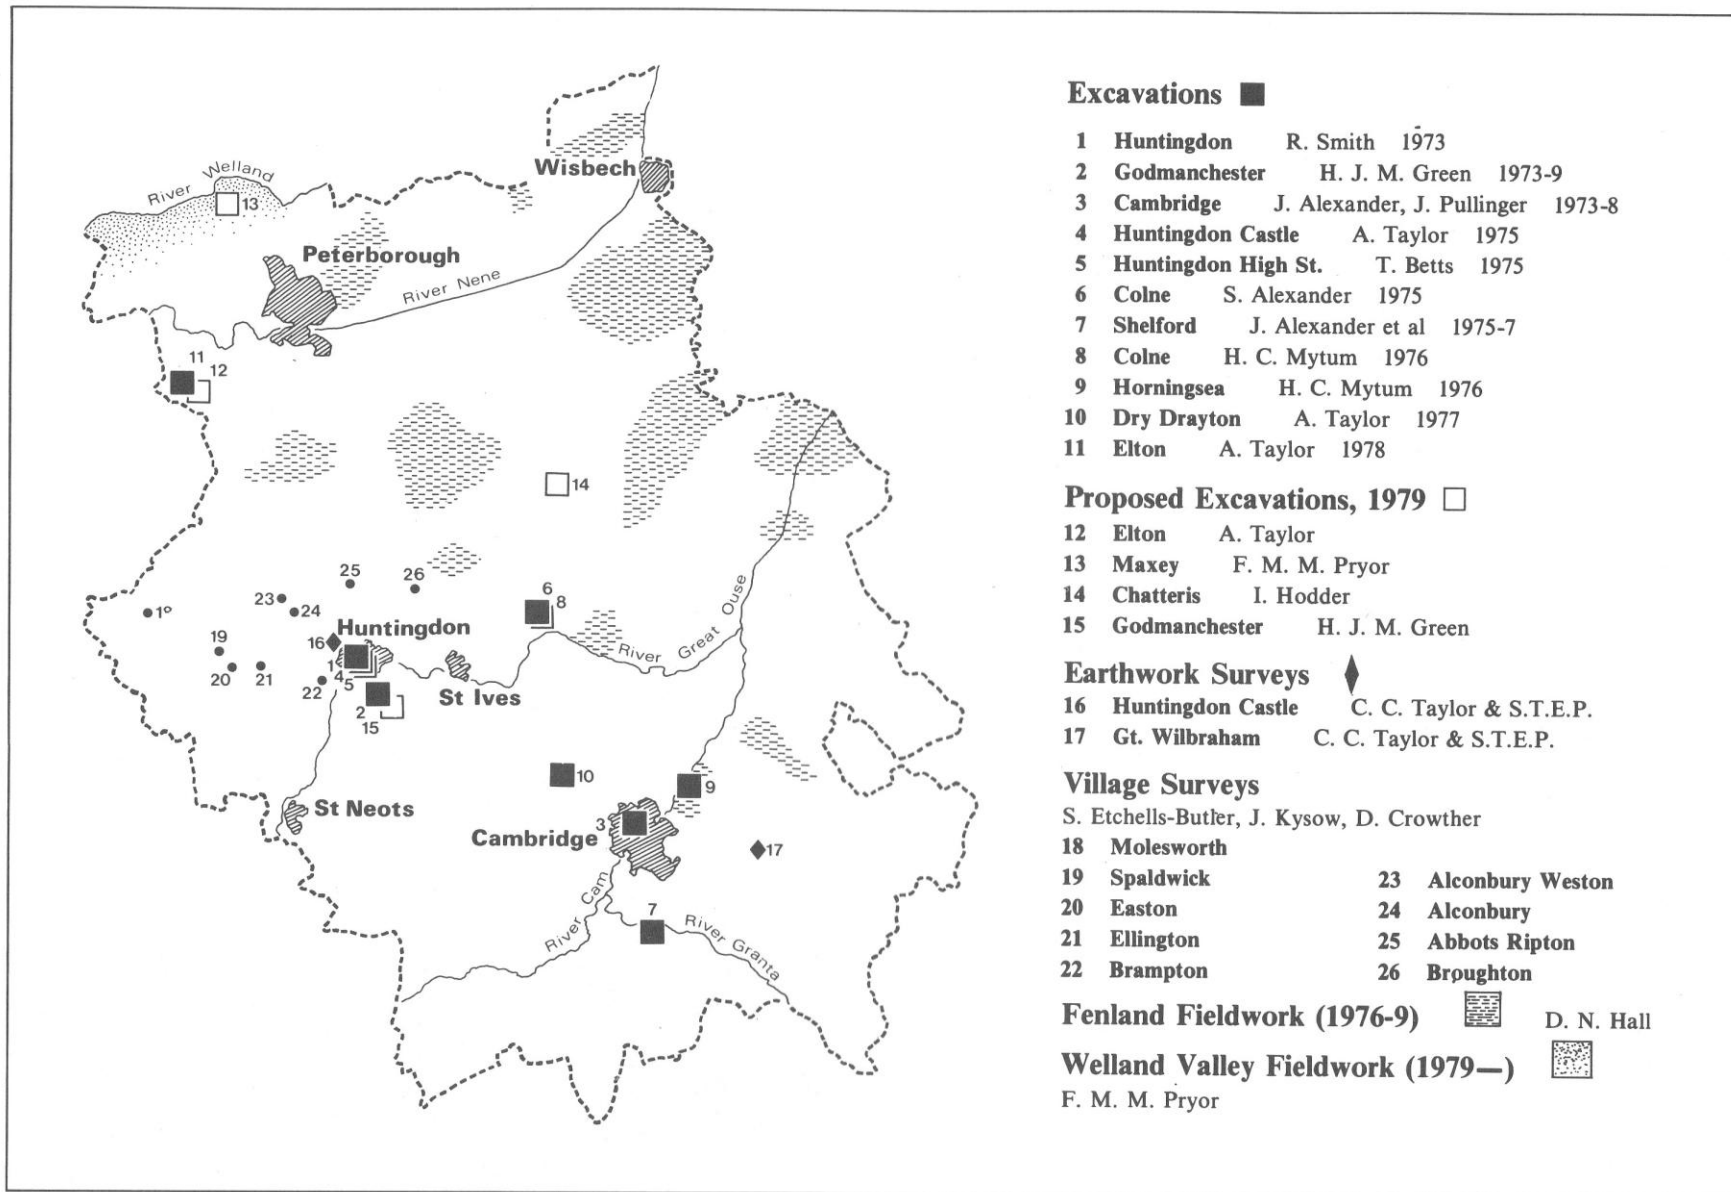 River Welland
13
Wisbech
Peterborough
River Nene
11
12
14
25
26
23
24
1º
6
8
19
16
Huntingdon
20
21
1
4
5
22
St Ives
River Great Ouse
2
15
10
9
St Neots
3
Cambridge
17
7
River Cam
River Granta
Excavations
1 Huntingdon R. Smith 1973
2 Godmanchester H. J. M. Green 1973-9
3 Cambridge J. Alexander, J. Pullinger 1973-8
4 Huntingdon Castle A. Taylor 1975
5 Huntingdon High St. T. Betts 1975
6 Colne S. Alexander 1975
7 Shelford J. Alexander et al 1975-7
8 Colne H. C. Mytum 1976
9 Horningsea H. C. Mytum 1976
10 Dry Drayton A. Taylor 1977
11 Elton A. Taylor 1978
Proposed Excavations, 1979
12 Elton A. Taylor
13 Maxey F. M. M. Pryor
14 Chatteris I. Hodder
15 Godmanchester H. J. M. Green
Earthwork Surveys
16 Huntingdon Castle C. C. Taylor & S.T.E.P.
17 Gt. Wilbraham C. C. Taylor & S.T.E.P.
Village Surveys
S. Etchells-Butler, J. Kysow, D. Crowther
18 Molesworth
19 Spaldwick
20 Easton
21 Ellington
22 Brampton
23 Alconbury Weston
24 Alconbury
25 Abbots Ripton
26 Broughton
Fenland Fieldwork (1976-9) D. N. Hall
Welland Valley Fieldwork (1979—)
F. M. M. Pryor